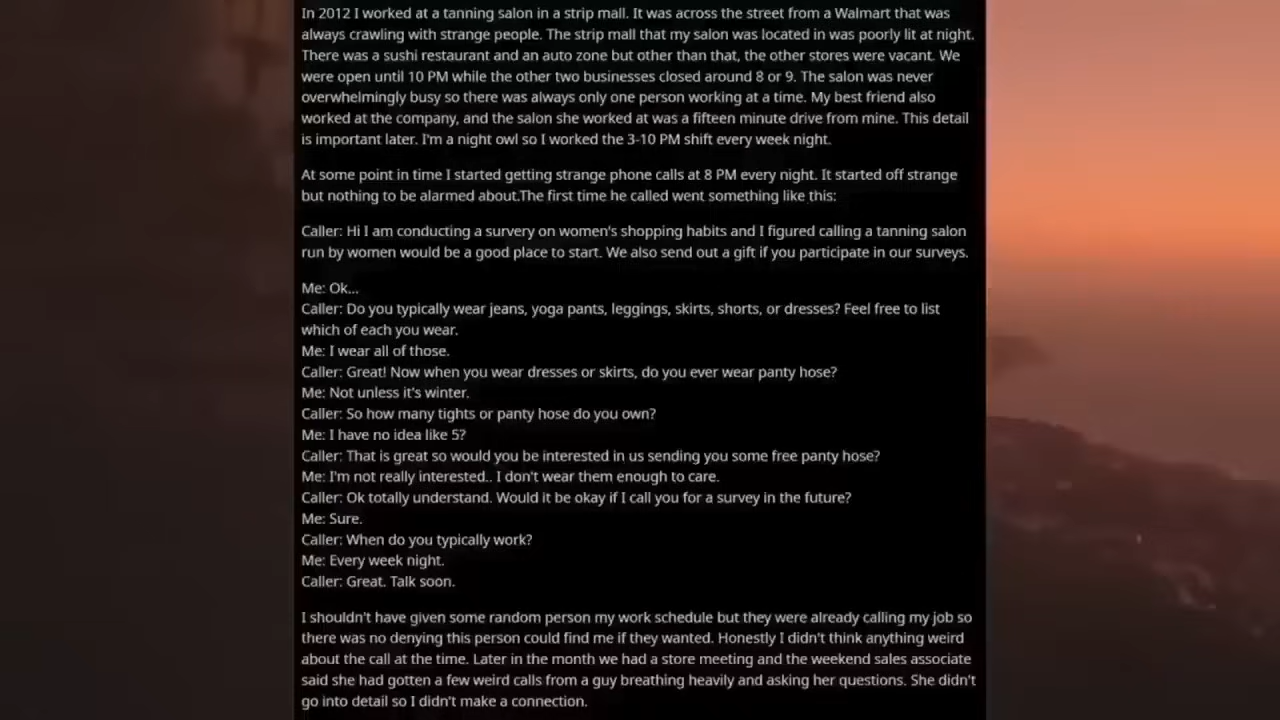 In 2012 I worked at a tanning salon in a strip mall. It was across the street from a Walmart that was
always crawling with strange people. The strip mall that my salon was located in was poorly lit at night.
There was a sushi restaurant and an auto zone but other than that, the other stores were vacant. We
were open until 10 PM while the other two businesses closed around 8 or 9. The salon was never
overwhelmingly busy so there was always only one person working at a time. My best friend also
worked at the company, and the salon she worked at was a fifteen minute drive from mine. This detail
is important later. I'm a night owl so I worked the 3-10 PM shift every week night.
At some point in time I started getting strange phone calls at 8 PM every night. It started off strange
but nothing to be alarmed about.The first time he called went something like this:
Caller: Hi I am conducting a survery on women's shopping habits and I figured calling a tanning salon
run by women would be a good place to start. We also send out a gift if you participate in our surveys.
Me: Ok...
Caller: Do you typically wear jeans, yoga pants, leggings, skirts, shorts, or dresses? Feel free to list
which of each you wear.
Me: I wear all of those.
Caller: Great! Now when you wear dresses or skirts, do you ever wear panty hose?
Me: Not unless it's winter.
Caller: So how many tights or panty hose do you own?
Me: I have no idea like 5?
Caller: That is great so would you be interested in us sending you some free panty hose?
Me: I'm not really interested.. I don't wear them enough to care.
Caller: Ok totally understand. Would it be okay if I call you for a survey in the future?
Me: Sure.
Caller: When do you typically work?
Me: Every week night.
Caller: Great. Talk soon.
I shouldn't have given some random person my work schedule but they were already calling my job so
there was no denying this person could find me if they wanted. Honestly I didn't think anything weird
about the call at the time. Later in the month we had a store meeting and the weekend sales associate
said she had gotten a few weird calls from a guy breathing heavily and asking her questions. She didn't
go into detail so I didn't make a connection.